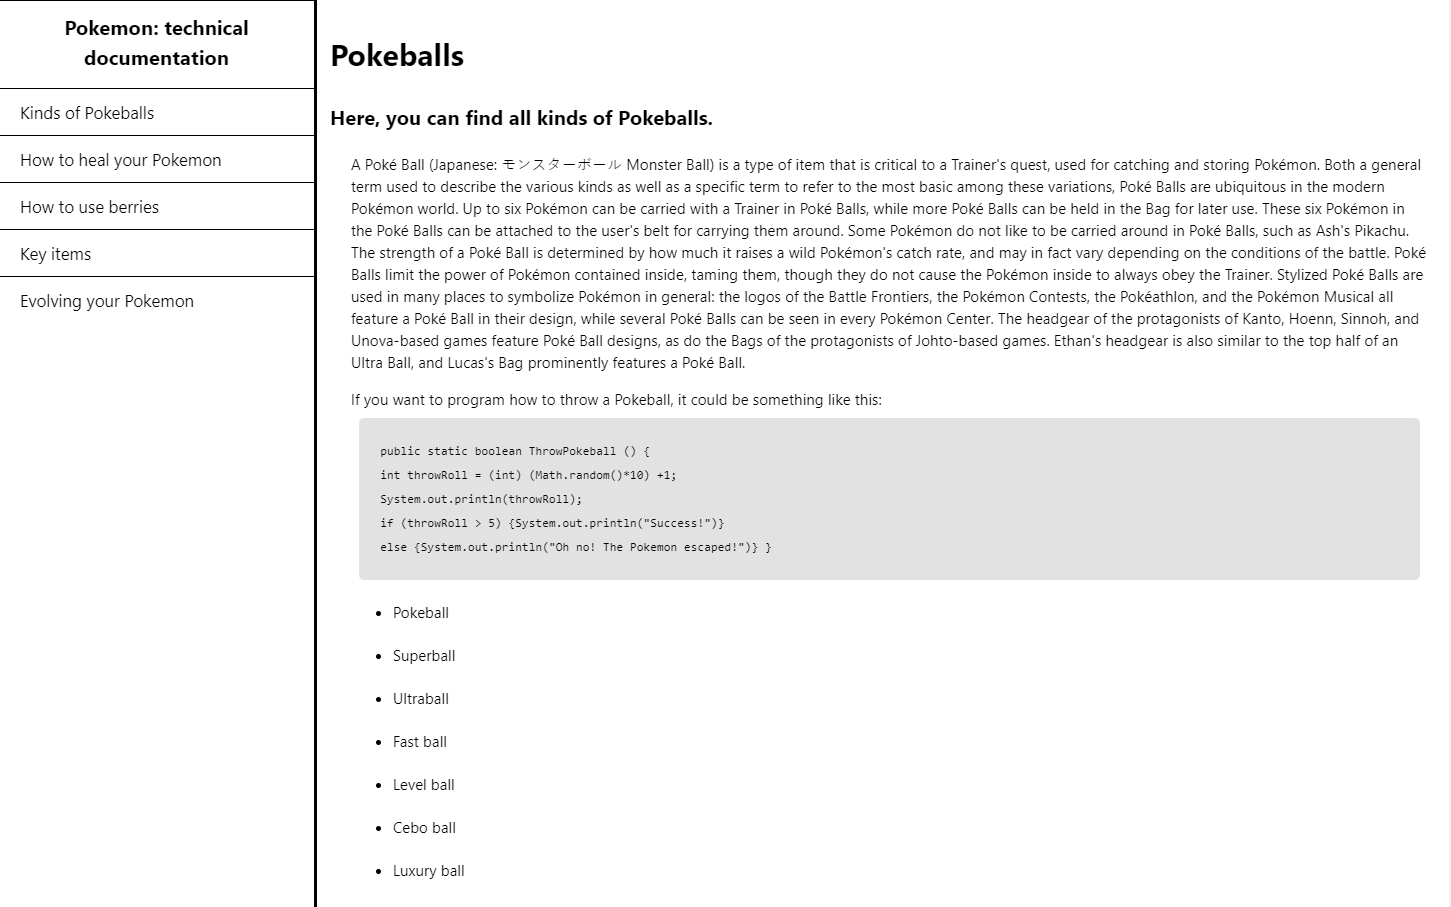 Pokemon: technical
documentation
Kinds of Pokeballs
How to heal your Pokemon
How to use berries
Key items
Evolving your Pokemon
Pokeballs
Here, you can find all kinds of Pokeballs.
A Poké Ball (Japanese: モンスターボール Monster Ball) is a type of item that is critical to a Trainer's quest, used for catching and storing Pokémon. Both a general
term used to describe the various kinds as well as a specific term to refer to the most basic among these variations, Poké Balls are ubiquitous in the modern
Pokémon world. Up to six Pokémon can be carried with a Trainer in Poké Balls, while more Poké Balls can be held in the Bag for later use. These six Pokémon in
the Poké Balls can be attached to the user's belt for carrying them around. Some Pokémon do not like to be carried around in Poké Balls, such as Ash's Pikachu.
The strength of a Poké Ball is determined by how much it raises a wild Pokémon's catch rate, and may in fact vary depending on the conditions of the battle. Poké
Balls limit the power of Pokémon contained inside, taming them, though they do not cause the Pokémon inside to always obey the Trainer. Stylized Poké Balls are
used in many places to symbolize Pokémon in general: the logos of the Battle Frontiers, the Pokémon Contests, the Pokéathlon, and the Pokémon Musical all
feature a Poké Ball in their design, while several Poké Balls can be seen in every Pokémon Center. The headgear of the protagonists of Kanto, Hoenn, Sinnoh, and
Unova-based games feature Poké Ball designs, as do the Bags of the protagonists of Johto-based games. Ethan's headgear is also similar to the top half of an
Ultra Ball, and Lucas's Bag prominently features a Poké Ball.
If you want to program how to throw a Pokeball, it could be something like this:
public static boolean ThrowPokeball () {
int throwRoll = (int) (Math.random()*10) +1;
System.out.println(throwRoll);
if (throwRoll > 5) {System.out.println("Success!")}
else {System.out.println("Oh no! The Pokemon escaped!")} }
• Pokeball
• Superball
• Ultraball
• Fast ball
• Level ball
• Cebo ball
• Luxury ball